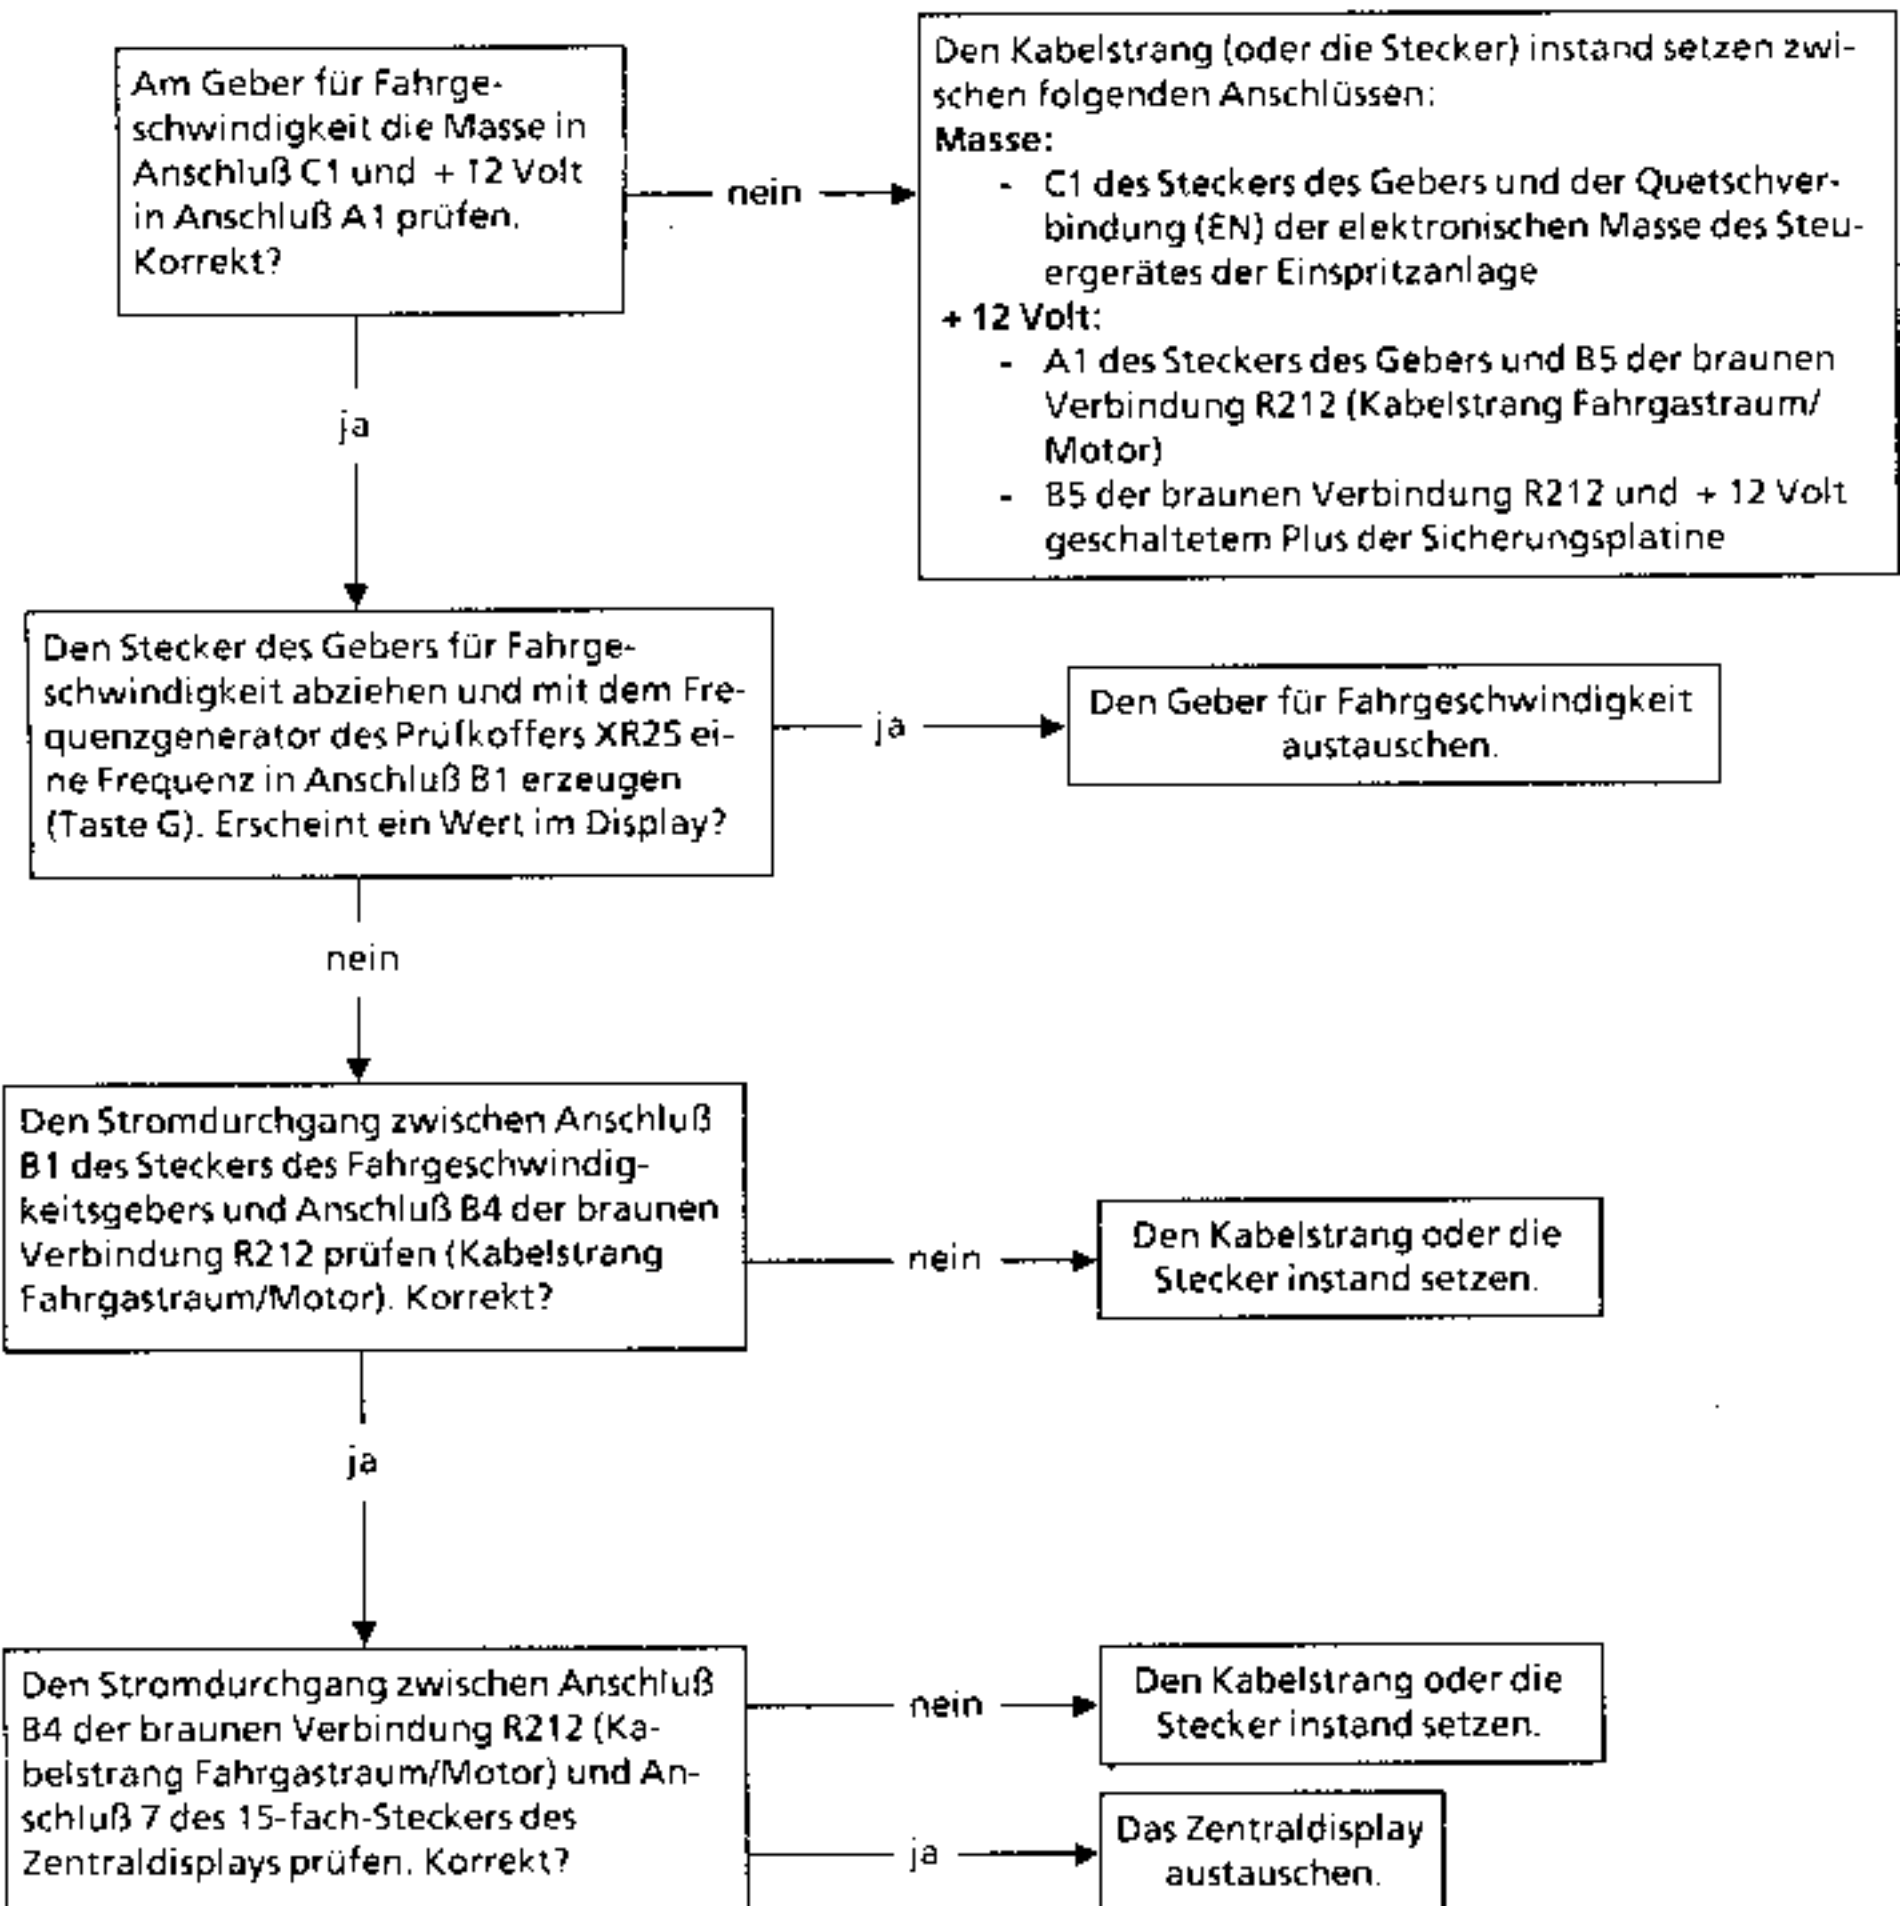 Am Geber für Fahrge-
schwindigkeit die Masse in
Anschluß C1 und + 12 Volt
in Anschluß A1 prüfen.
Korrekt?
nein
Den Kabelstrang (oder die Stecker) instand setzen zwi-
schen folgenden Anschlüssen:
Masse:
- C1 des Steckers des Gebers und der Quetschver-
bindung (EN) der elektronischen Masse des Steu-
ergerätes der Einspritzanlage
+ 12 Volt:
- A1 des Steckers des Gebers und B5 der braunen
Verbindung R212 (Kabelstrang Fahrgastraum/
Motor)
- B5 der braunen Verbindung R212 und + 12 Volt
geschaltetem Plus der Sicherungsplatine
ja
Den Stecker des Gebers für Fahrge-
schwindigkeit abziehen und mit dem Fre-
quenzgenerator des Prüfkoffers XR25 ei-
ne Frequenz in Anschluß B1 erzeugen
(Taste G). Erscheint ein Wert im Display?
ja
Den Geber für Fahrgeschwindigkeit
austauschen.
nein
Den Stromdurchgang zwischen Anschluß
B1 des Steckers des Fahrgeschwindig-
keitsgebers und Anschluß B4 der braunen
Verbindung R212 prüfen (Kabelstrang
Fahrgastraum/Motor). Korrekt?
nein
Den Kabelstrang oder die
Stecker instand setzen.
ja
Den Stromdurchgang zwischen Anschluß
B4 der braunen Verbindung R212 (Ka-
belstrang Fahrgastraum/Motor) und An-
schluß 7 des 15-fach-Steckers des
Zentraldisplays prüfen. Korrekt?
nein
Den Kabelstrang oder die
Stecker instand setzen.
ja
Das Zentraldisplay
austauschen.